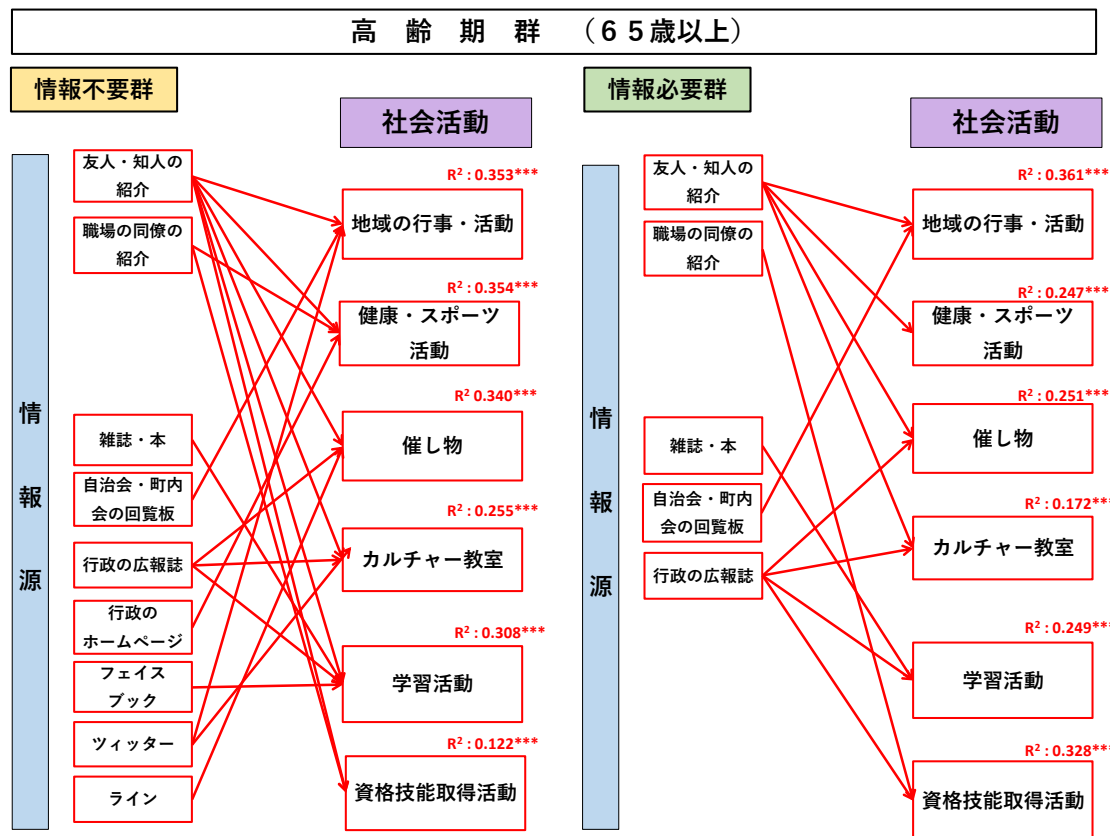 高 齢 期 群 （６５歳以上）
情報不要群
社会活動
情報源
友人・知人の
紹介
職場の同僚の
紹介
雑誌・本
自治会・町内
会の回覧板
行政の広報誌
行政の
ホームページ
フェイス
ブック
ツィッター
ライン
R²：0.353***
地域の行事・活動
R²：0.354***
健康・スポーツ
活動
R² 0.340***
催し物
R²：0.255***
カルチャー教室
R²：0.308***
学習活動
R²：0.122***
資格技能取得活動
情報必要群
社会活動
情報源
友人・知人の
紹介
職場の同僚の
紹介
雑誌・本
自治会・町内
会の回覧板
行政の広報誌
R²：0.361***
地域の行事・活動
R²：0.247***
健康・スポーツ
活動
R²：0.251***
催し物
R²：0.172***
カルチャー教室
R²：0.249***
学習活動
R²：0.328***
資格技能取得活動